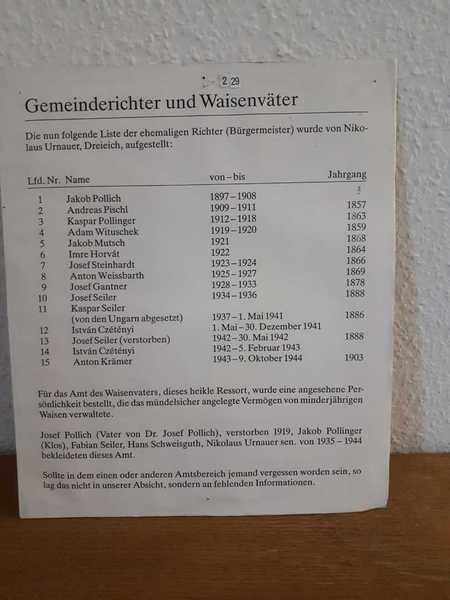 2 29
Gemeinderichter und Waisenväter
Die nun folgende Liste der ehemaligen Richter (Bürgermeister) wurde von Niko-
laus Urnauer, Dreieich, aufgestellt:
Lfd. Nr. Name von – bis Jahrgang
1 Jakob Pollich 1897 – 1908 ?
2 Andreas Pischl 1909 – 1911 1857
3 Kaspar Pollinger 1912 – 1918 1863
4 Adam Wituschek 1919 – 1920 1859
5 Jakob Mutsch 1921 1868
6 Imre Horvát 1922 1864
7 Josef Steinhardt 1923 – 1924 1866
8 Anton Weissbarth 1925 – 1927 1869
9 Josef Gantner 1928 – 1933 1878
10 Josef Seiler 1934 – 1936 1888
11 Kaspar Seiler
(von den Ungarn abgesetzt) 1937 – 1. Mai 1941 1886
12 István Czétényi 1. Mai – 30. Dezember 1941
13 Josef Seiler (verstorben) 1942 – 30. Mai 1942 1888
14 István Czétényi 1942 – 5. Februar 1943
15 Anton Krämer 1943 – 9. Oktober 1944 1903
Für das Amt des Waisenvaters, dieses heikle Ressort, wurde eine angesehene Per-
sönlichkeit bestellt, die das mündelsicher angelegte Vermögen von minderjährigen
Waisen verwaltete.
Josef Pollich (Vater von Dr. Josef Pollich), verstorben 1919, Jakob Pollinger
(Klos), Fabian Seiler, Hans Schweisguth, Nikolaus Urnauer sen. von 1935 – 1944
bekleideten dieses Amt.
Sollte in dem einen oder anderen Amtsbereich jemand vergessen worden sein, so
lag das nicht in unserer Absicht, sondern an fehlenden Informationen.